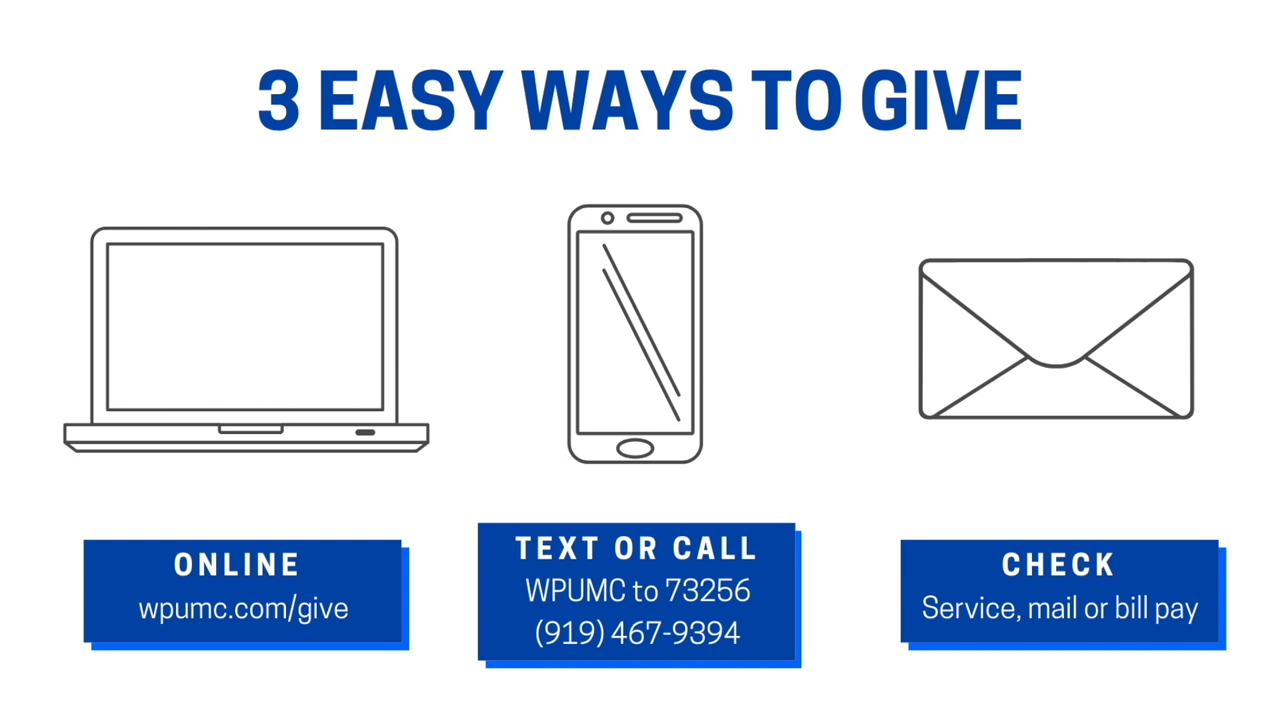 3 EASY WAYS TO GIVE
ONLINE
wpumc.com/give
TEXT OR CALL
WPUMC to 73256
(919) 467-9394
CHECK
Service, mail or bill pay